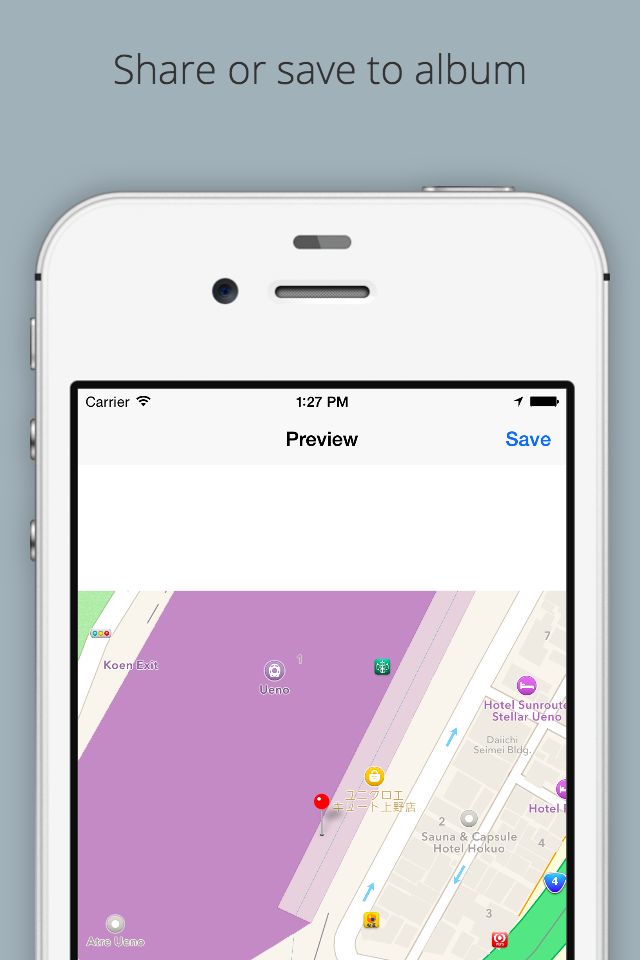 Share or save to album
Carrier
1:27 PM
Preview
Save
Koen Exit
1
Ueno
7
Hotel Sunroute
Stellar Ueno
Daiichi
Seimei Bldg.
ユニクロエ
キュート上野店
Hotel
2
Sauna & Capsule
Hotel Hokuo
4
4
3
Atre Ueno